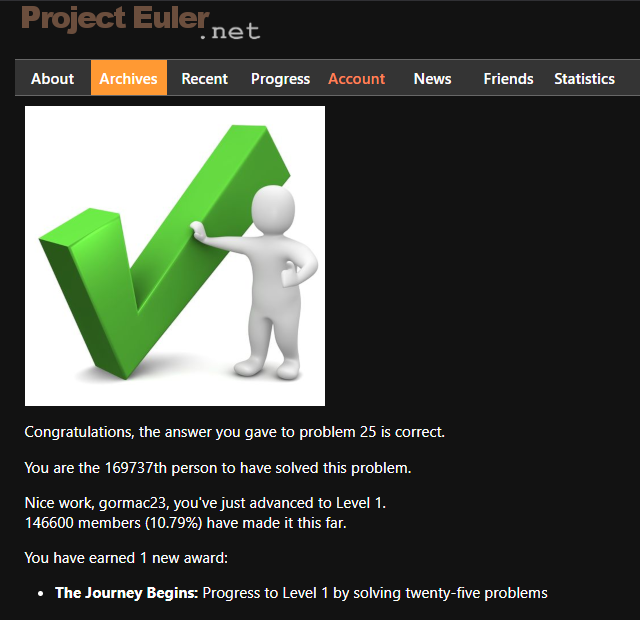 Project Euler
.net
About Archives Recent Progress Account News Friends Statistics
Congratulations, the answer you gave to problem 25 is correct.
You are the 169737th person to have solved this problem.
Nice work, gormac23, you've just advanced to Level 1.
146600 members (10.79%) have made it this far.
You have earned 1 new award:
• The Journey Begins: Progress to Level 1 by solving twenty-five problems